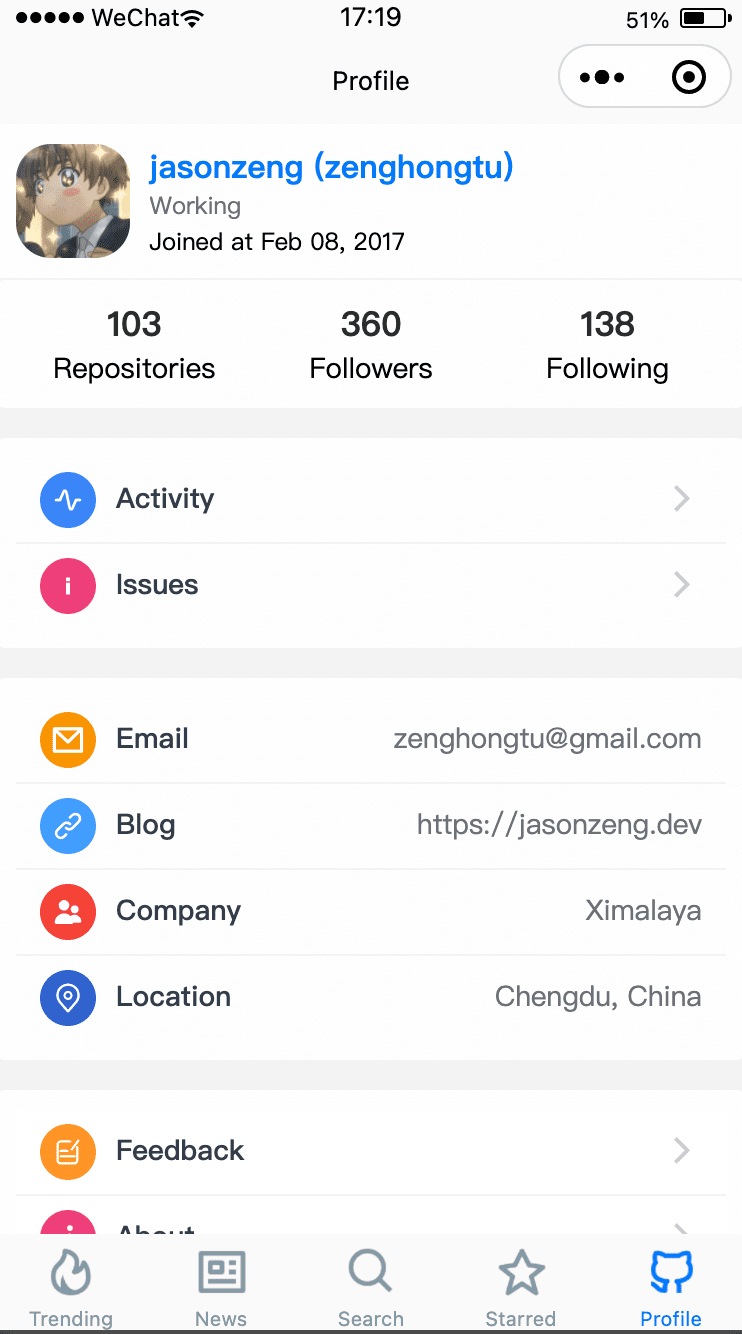 WeChat 17:19 51%
Profile
jasonzeng (zenghongtu)
Working
Joined at Feb 08, 2017
103 360 138
Repositories Followers Following
Activity
Issues
Email zenghongtu@gmail.com
Blog https://jasonzeng.dev
Company Ximalaya
Location Chengdu, China
Feedback
About
Trending News Search Starred Profile